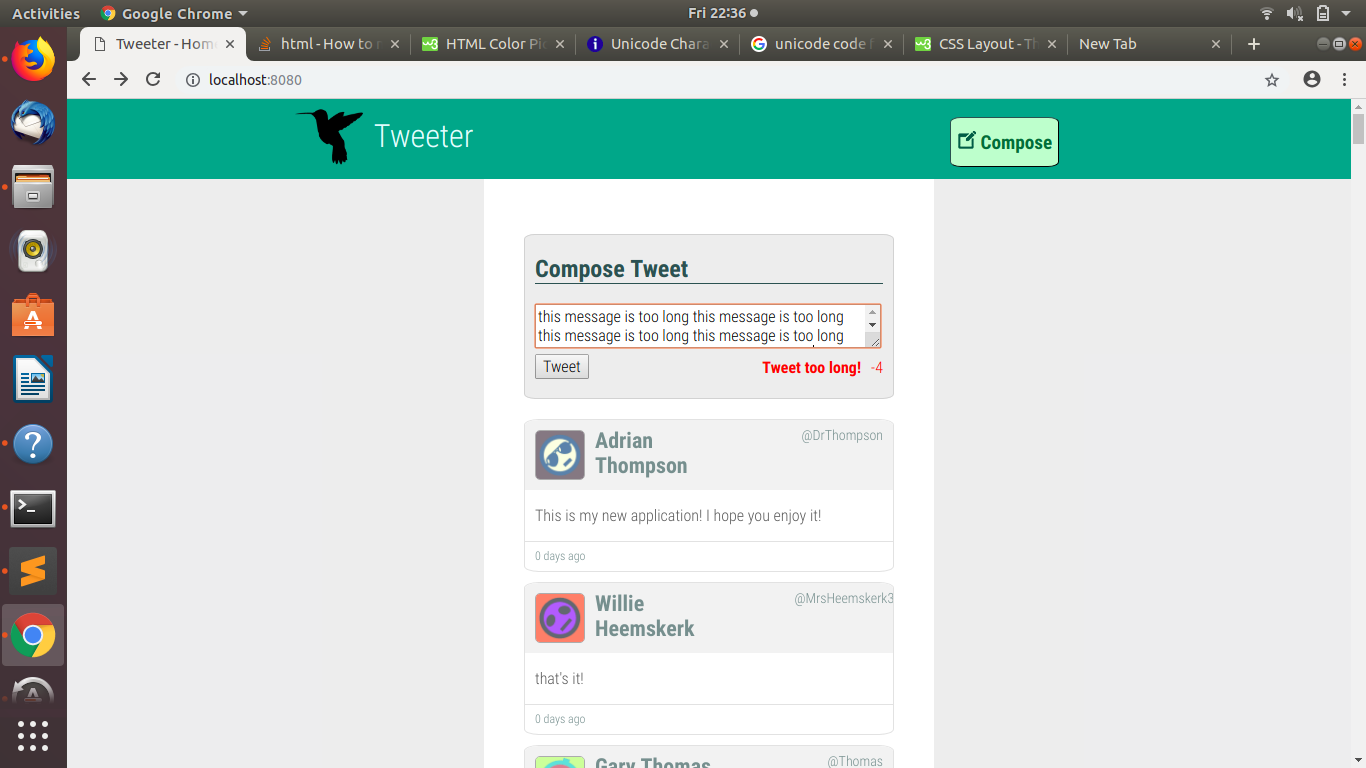 Activities Google Chrome Fri 22:36
Tweeter - Hom html - How to r HTML Color Pic Unicode Chara unicode code f CSS Layout - Th New Tab
localhost:8080
Tweeter
Compose
Compose Tweet
this message is too long this message is too long
this message is too long this message is too long
Tweet
Tweet too long! -4
Adrian
Thompson
@DrThompson
This is my new application! I hope you enjoy it!
0 days ago
Willie
Heemskerk
@MrsHeemskerk3
that's it!
0 days ago
Gary Thomas
@Thomas